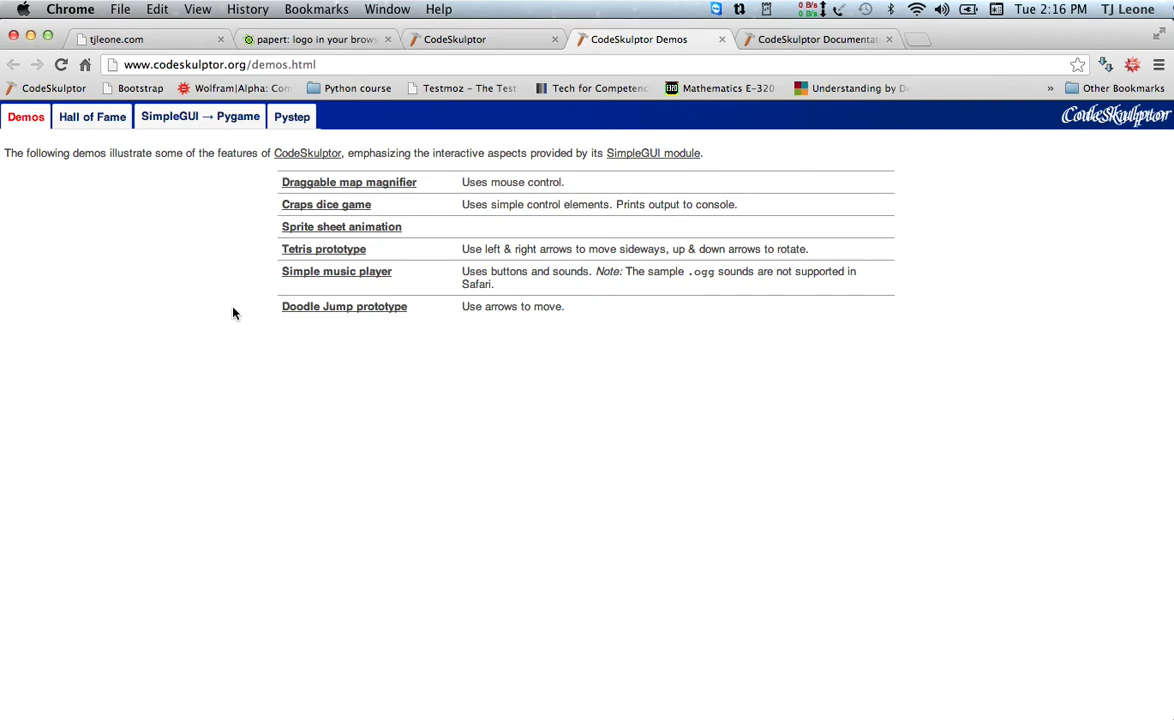 Chrome File Edit View History Bookmarks Window Help 0 B/s 0 B/s Tue 2:16 PM TJ Leone
tjleone.com papert: logo in your brows CodeSkulptor CodeSkulptor Demos CodeSkulptor Documentat
www.codeskulptor.org/demos.html
CodeSkulptor Bootstrap Wolfram|Alpha: Com Python course Testmoz - The Test Tech for Competenc Mathematics E-320 Understanding by De » Other Bookmarks
Demos Hall of Fame SimpleGUI → Pygame Pystep CodeSkulptor
The following demos illustrate some of the features of CodeSkulptor, emphasizing the interactive aspects provided by its SimpleGUI module.
Draggable map magnifier Uses mouse control.
Craps dice game Uses simple control elements. Prints output to console.
Sprite sheet animation
Tetris prototype Use left & right arrows to move sideways, up & down arrows to rotate.
Simple music player Uses buttons and sounds. Note: The sample .ogg sounds are not supported in
Safari.
Doodle Jump prototype Use arrows to move.